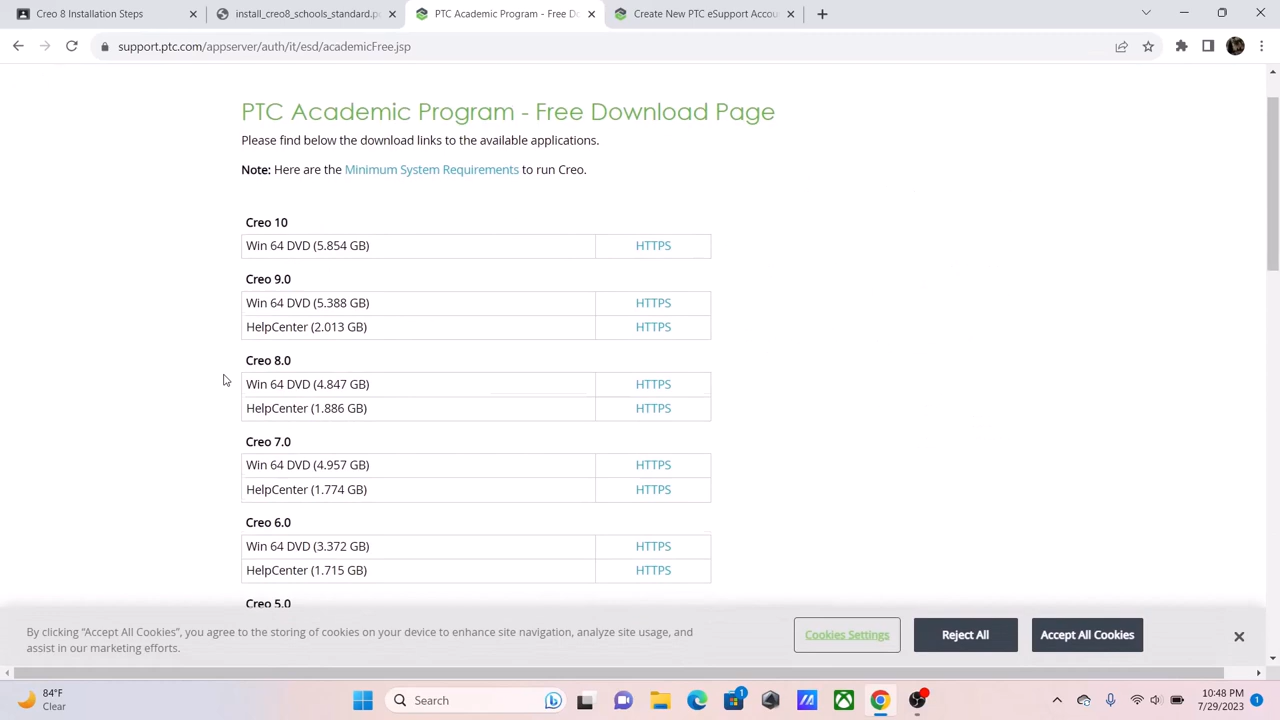 Creo 8 Installation Steps
install_creo8_schools_standard.p
PTC Academic Program - Free D
Create New PTC eSupport Accou
support.ptc.com/appserver/auth/it/esd/academicFree.jsp
PTC Academic Program - Free Download Page
Please find below the download links to the available applications.
Note: Here are the Minimum System Requirements to run Creo.
Creo 10
Win 64 DVD (5.854 GB) HTTPS
Creo 9.0
Win 64 DVD (5.388 GB) HTTPS
HelpCenter (2.013 GB) HTTPS
Creo 8.0
Win 64 DVD (4.847 GB) HTTPS
HelpCenter (1.886 GB) HTTPS
Creo 7.0
Win 64 DVD (4.957 GB) HTTPS
HelpCenter (1.774 GB) HTTPS
Creo 6.0
Win 64 DVD (3.372 GB) HTTPS
HelpCenter (1.715 GB) HTTPS
Creo 5.0
By clicking “Accept All Cookies”, you agree to the storing of cookies on your device to enhance site navigation, analyze site usage, and
assist in our marketing efforts.
Cookies Settings
Reject All
Accept All Cookies
84°F
Clear
Search
1
10:48 PM
7/29/2023
1